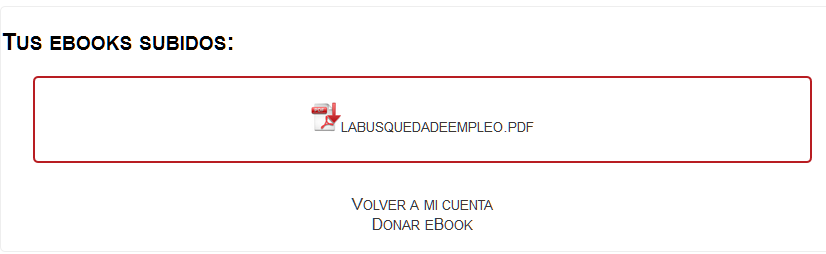 Tus ebooks subidos:
PDF
labusquedadeempleo.pdf
Volver a mi cuenta
Donar eBook